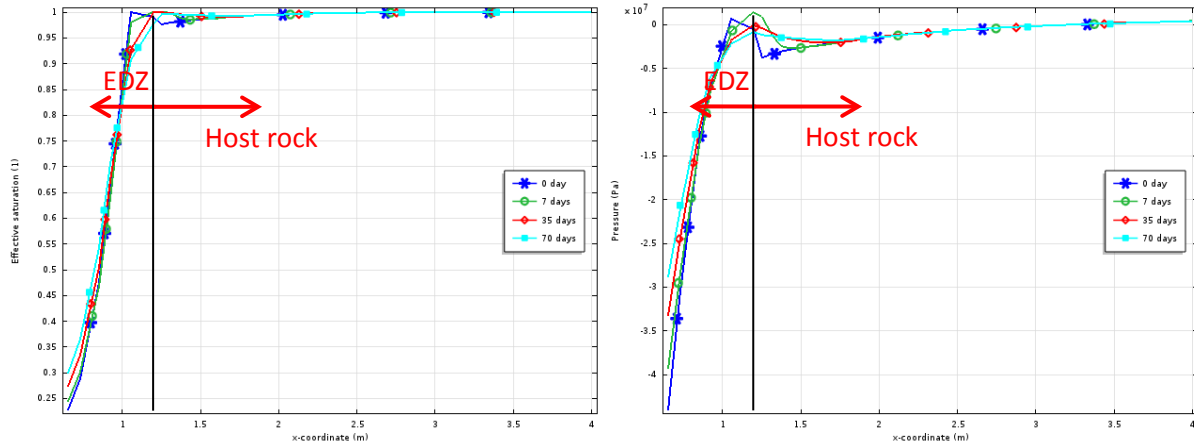 1
0.95
0.9
0.85
0.8
0.75
0.7
0.65
0.6
0.55
0.5
0.45
0.4
0.35
0.3
0.25
Effective saturation (1)
EDZ
Host rock
0 day
7 days
35 days
70 days
1
1.5
2
2.5
3
3.5
4
x-coordinate (m)
×10⁷
0
-0.5
-1
-1.5
-2
-2.5
-3
-3.5
-4
Pressure (Pa)
EDZ
Host rock
0 day
7 days
35 days
70 days
1
1.5
2
2.5
3
3.5
4
x-coordinate (m)